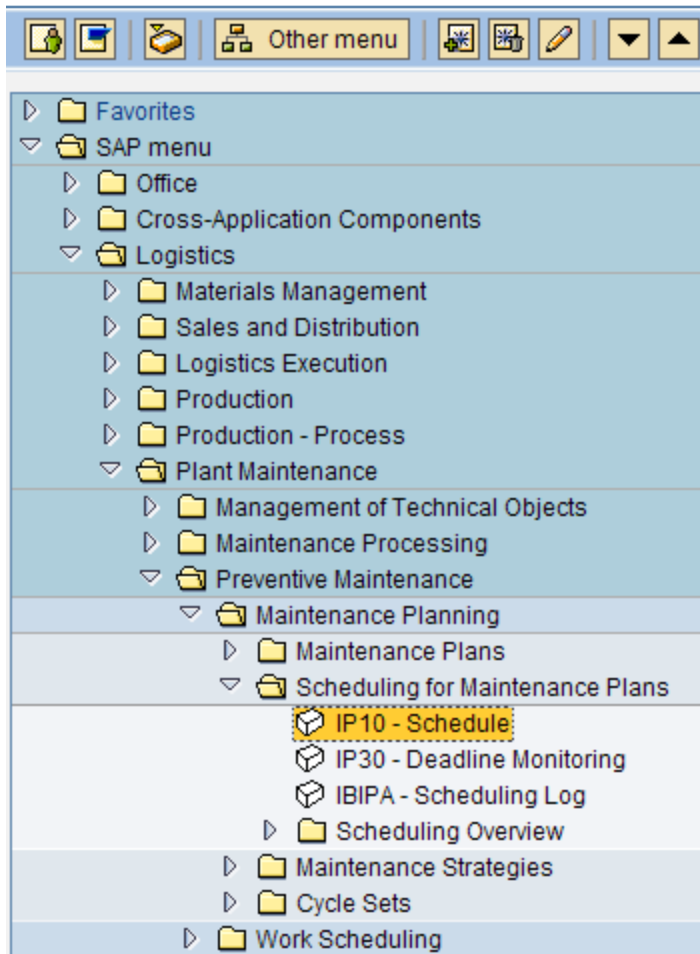 Other menu
Favorites
SAP menu
Office
Cross-Application Components
Logistics
Materials Management
Sales and Distribution
Logistics Execution
Production
Production - Process
Plant Maintenance
Management of Technical Objects
Maintenance Processing
Preventive Maintenance
Maintenance Planning
Maintenance Plans
Scheduling for Maintenance Plans
IP10 - Schedule
IP30 - Deadline Monitoring
IBIPA - Scheduling Log
Scheduling Overview
Maintenance Strategies
Cycle Sets
Work Scheduling